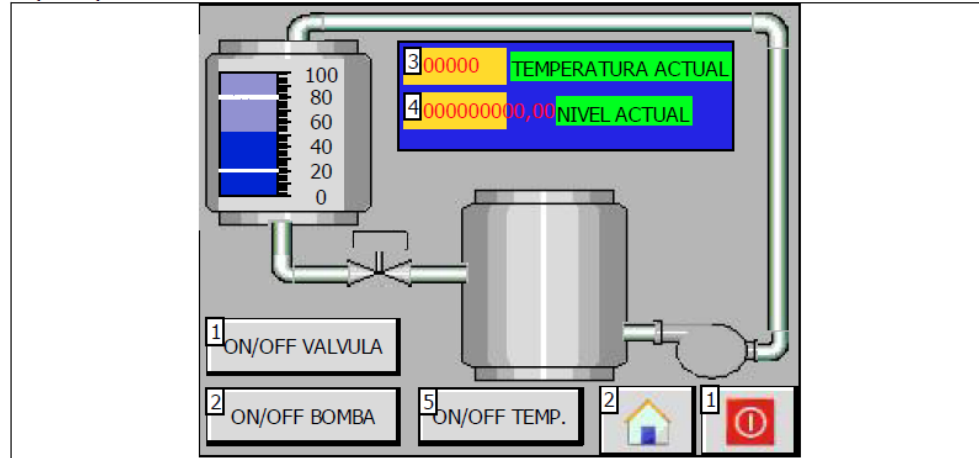 100
80
60
40
20
0
3 00000 TEMPERATURA ACTUAL
4 000000000,00 NIVEL ACTUAL
1 ON/OFF VALVULA
2 ON/OFF BOMBA
5 ON/OFF TEMP.
2
1